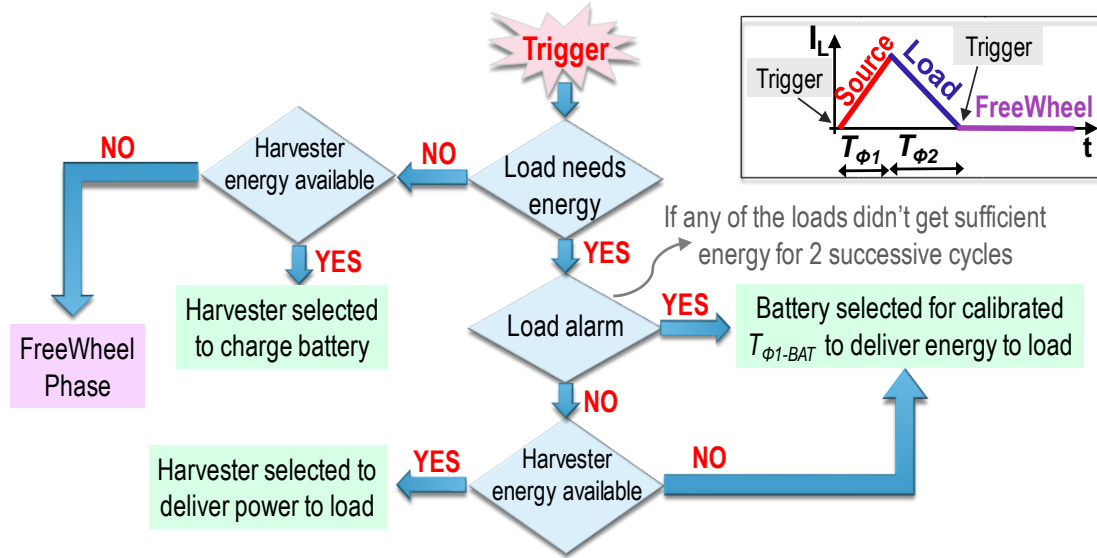 Trigger
Load needs
energy
NO
Harvester
energy available
NO
YES
Harvester selected
to charge battery
FreeWheel
Phase
YES
If any of the loads didn't get sufficient
energy for 2 successive cycles
Load alarm
YES
Battery selected for calibrated
TΦ1-BAT to deliver energy to load
NO
Harvester
energy available
YES
Harvester selected to
deliver power to load
NO
IL
Trigger
Source
Load
Trigger
FreeWheel
t
TΦ1
TΦ2